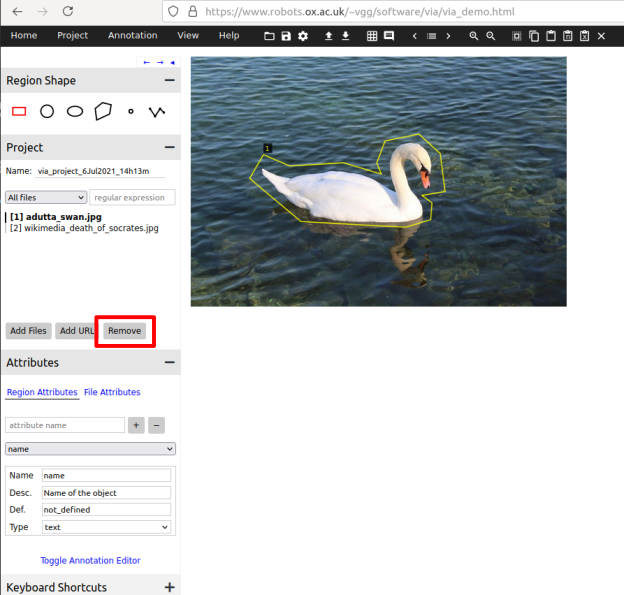 https://www.robots.ox.ac.uk/~vgg/software/via/via_demo.html
Home Project Annotation View Help
Region Shape
Project
Name: via_project_6Jul2021_14h13m
All files regular expression
[1] adutta_swan.jpg
[2] wikimedia_death_of_socrates.jpg
Add Files Add URL Remove
Attributes
Region Attributes File Attributes
attribute name + −
name
Name name
Desc. Name of the object
Def. not_defined
Type text
Toggle Annotation Editor
Keyboard Shortcuts +
1